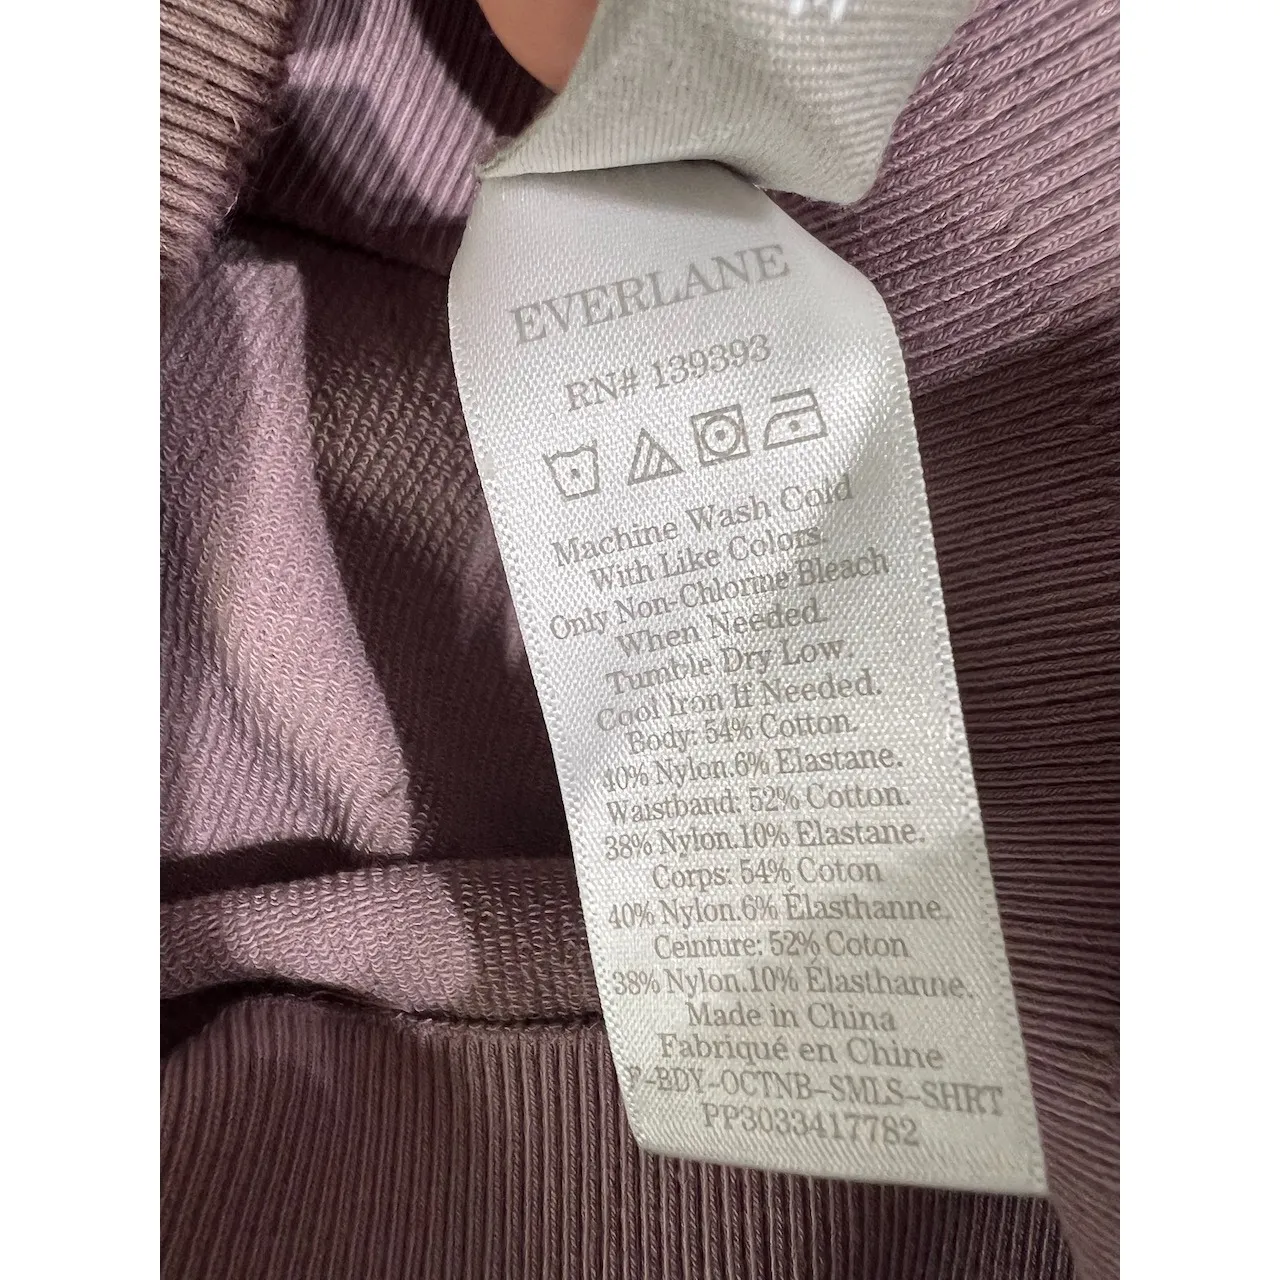 EVERLANE
RN# 139393
Machine Wash Cold
With Like Colors.
Only Non-Chlorine Bleach
When Needed.
Tumble Dry Low.
Cool Iron If Needed.
Body: 54% Cotton.
40% Nylon.6% Elastane.
Waistband: 52% Cotton.
38% Nylon.10% Elastane.
Corps: 54% Coton
40% Nylon.6% Élasthanne.
Ceinture: 52% Coton
38% Nylon.10% Élasthanne.
Made in China
Fabriqué en Chine
F-BDY-OCTNB-SMLS-SHRT
PP3033417782